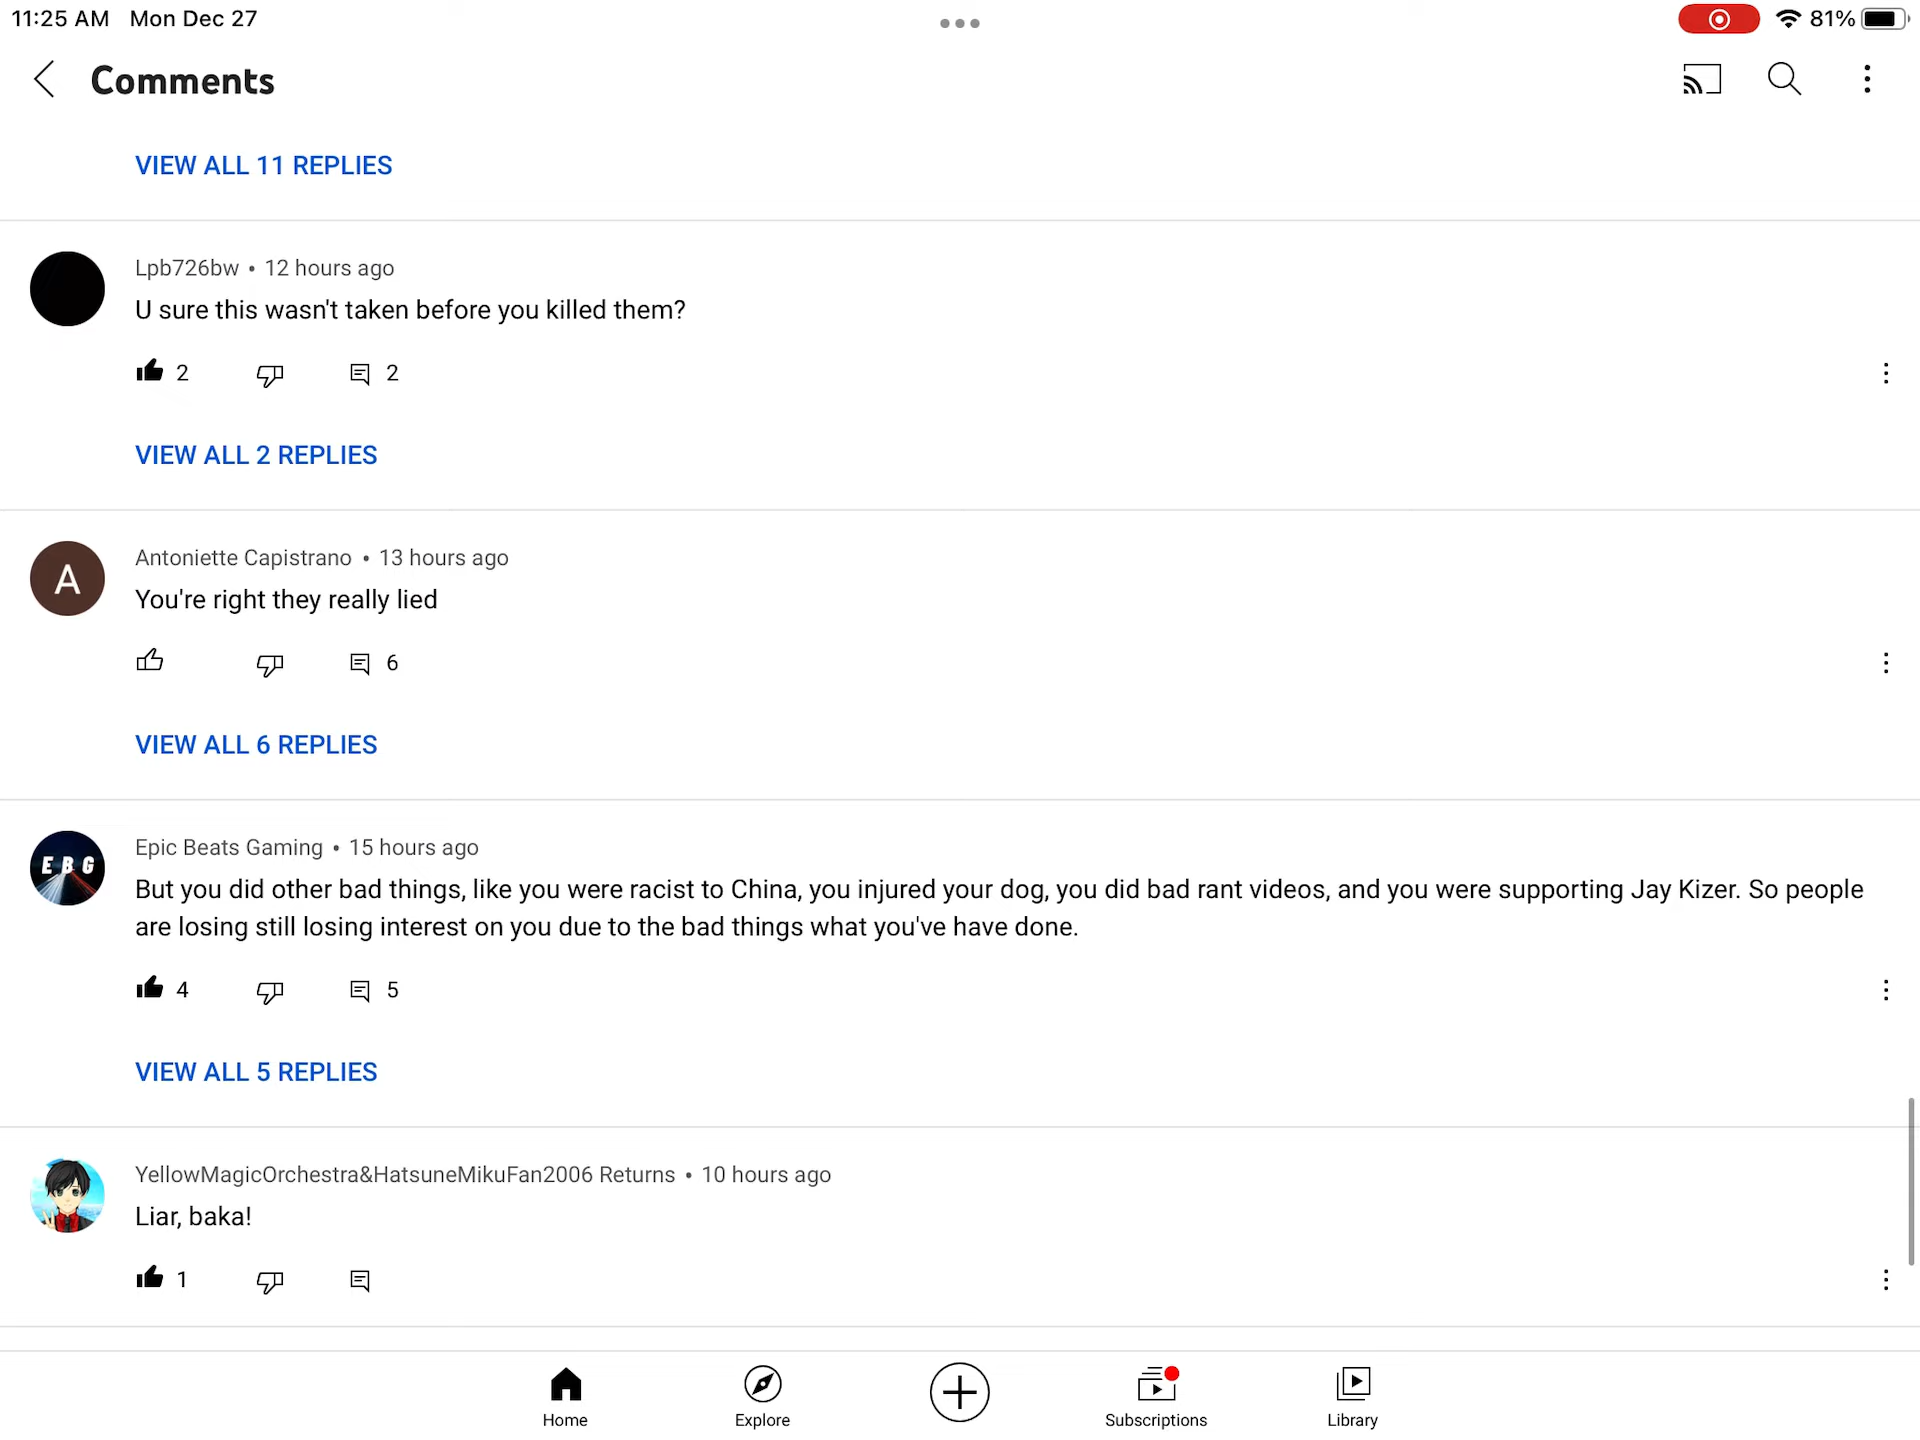 11:25 AM Mon Dec 27
81%
Comments
VIEW ALL 11 REPLIES
Lpb726bw • 12 hours ago
U sure this wasn't taken before you killed them?
2 2
VIEW ALL 2 REPLIES
A
Antoniette Capistrano • 13 hours ago
You're right they really lied
6
VIEW ALL 6 REPLIES
E B G
Epic Beats Gaming • 15 hours ago
But you did other bad things, like you were racist to China, you injured your dog, you did bad rant videos, and you were supporting Jay Kizer. So people
are losing still losing interest on you due to the bad things what you've have done.
4 5
VIEW ALL 5 REPLIES
YellowMagicOrchestra&HatsuneMikuFan2006 Returns • 10 hours ago
Liar, baka!
1
Home Explore Subscriptions Library